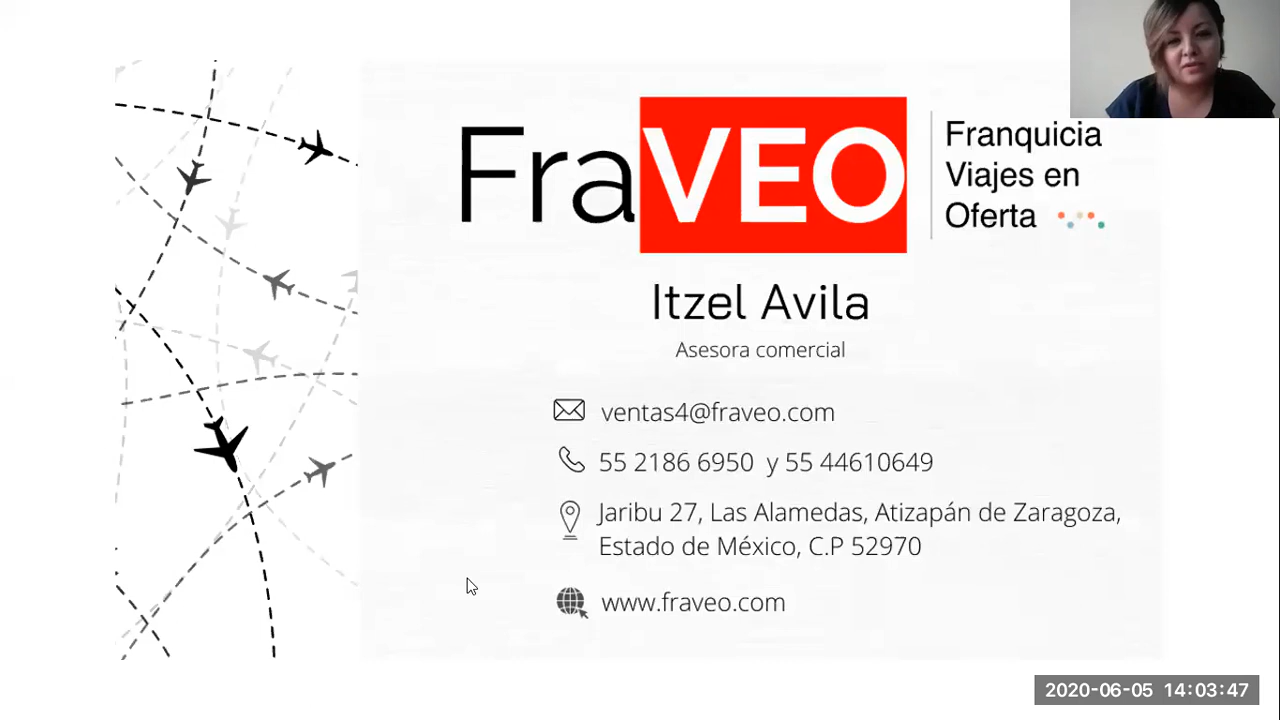 FraVEO
Franquicia
Viajes en
Oferta
Itzel Avila
Asesora comercial
ventas4@fraveo.com
55 2186 6950 y 55 44610649
Jaribu 27, Las Alamedas, Atizapán de Zaragoza,
Estado de México, C.P 52970
www.fraveo.com
2020-06-05 14:03:47